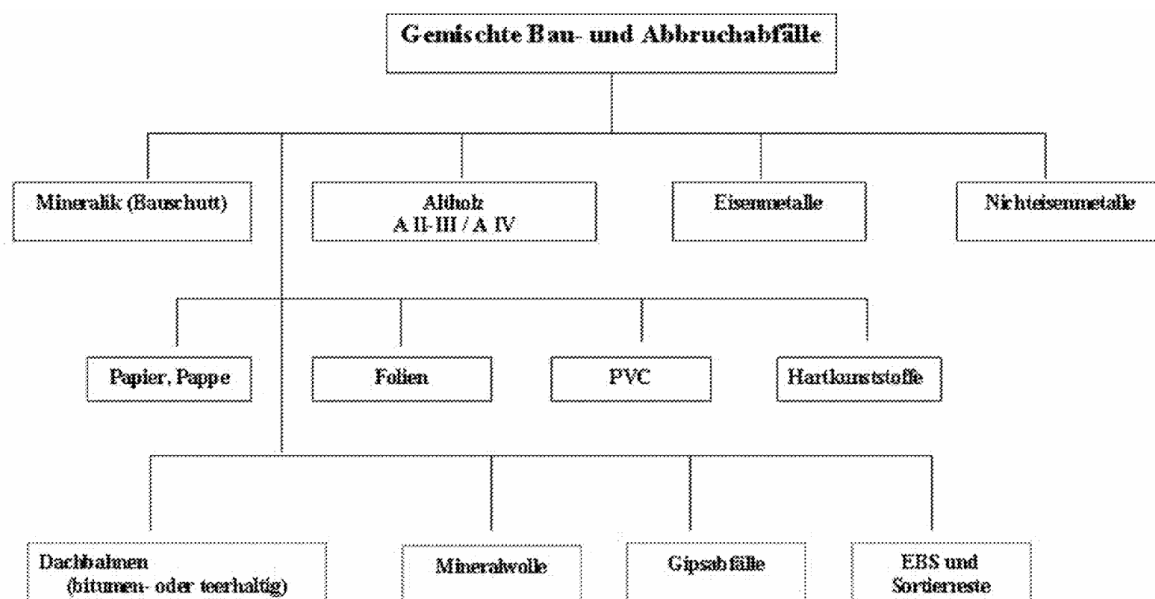 Gemischte Bau- und Abbruchabfälle
Mineralik (Bauschutt)
Altholz
A II-III / A IV
Eisenmetalle
Nichteisenmetalle
Papier, Pappe
Folien
PVC
Hartkunststoffe
Dachbahnen
(bitumen- oder teerhaltig)
Mineralwolle
Gipsabfälle
EBS und
Sortierreste